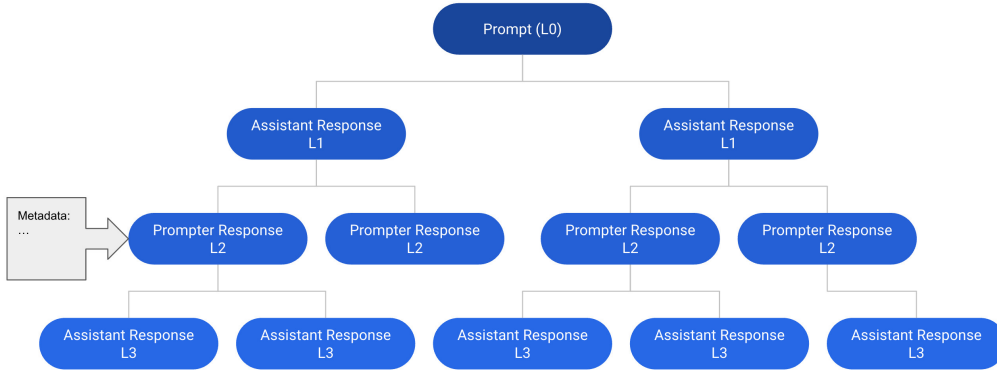 Prompt (L0)
Assistant Response
L1
Assistant Response
L1
Metadata:
...
Prompter Response
L2
Prompter Response
L2
Prompter Response
L2
Prompter Response
L2
Assistant Response
L3
Assistant Response
L3
Assistant Response
L3
Assistant Response
L3
Assistant Response
L3